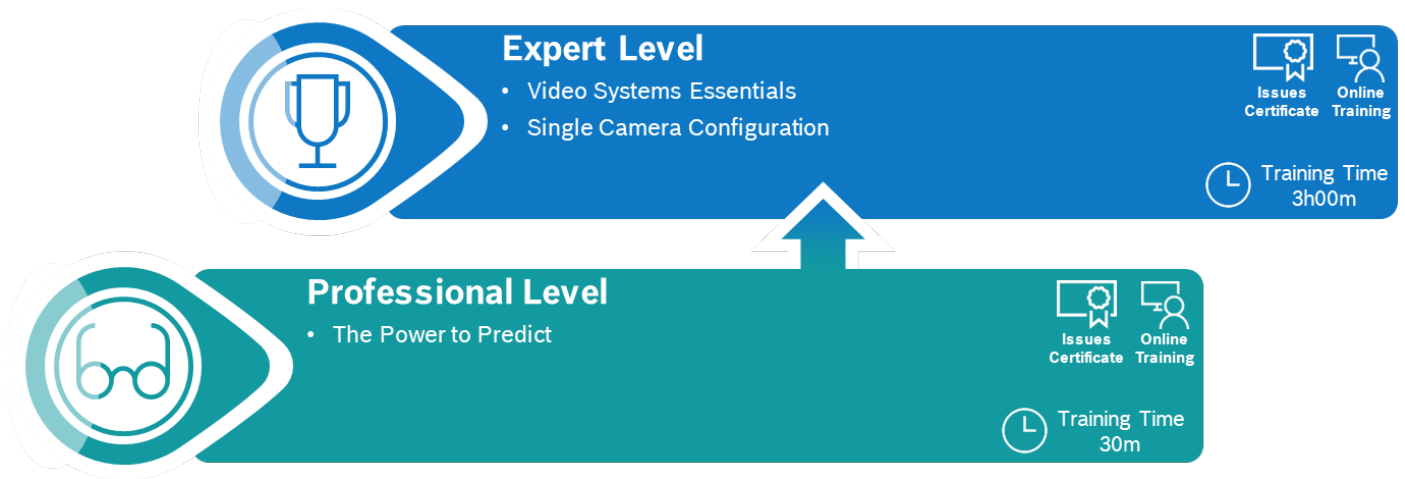 Expert Level
• Video Systems Essentials
• Single Camera Configuration
Issues
Certificate
Online
Training
Training Time
3h00m
Professional Level
• The Power to Predict
Issues
Certificate
Online
Training
Training Time
30m